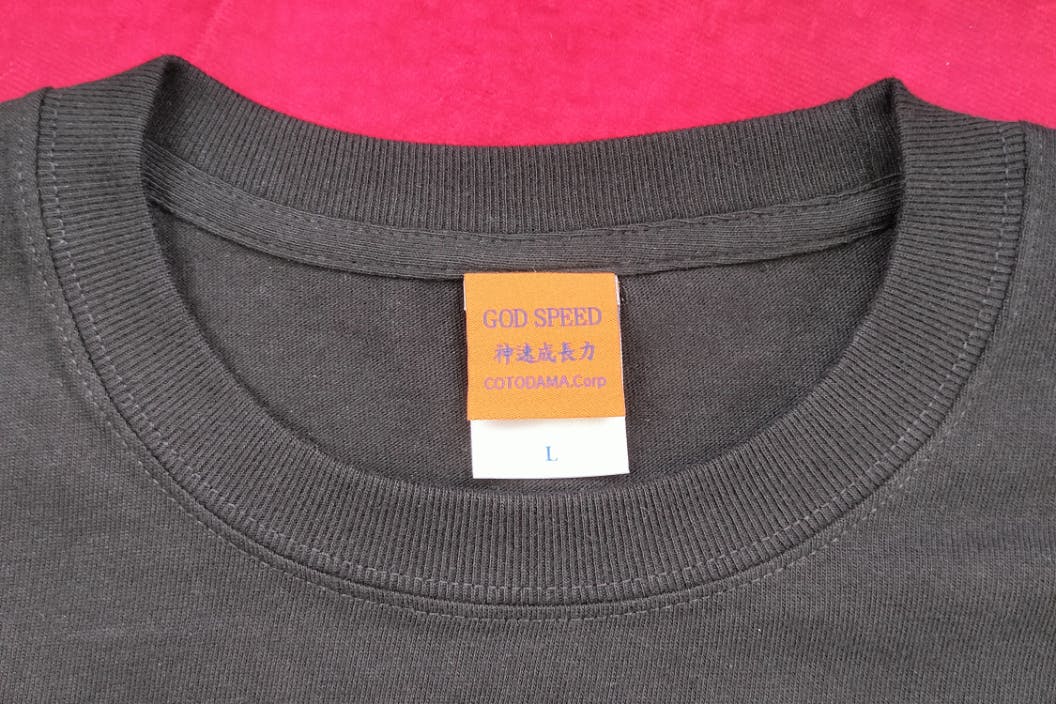 GOD SPEED
神速成長力
COTODAMA.Corp
L